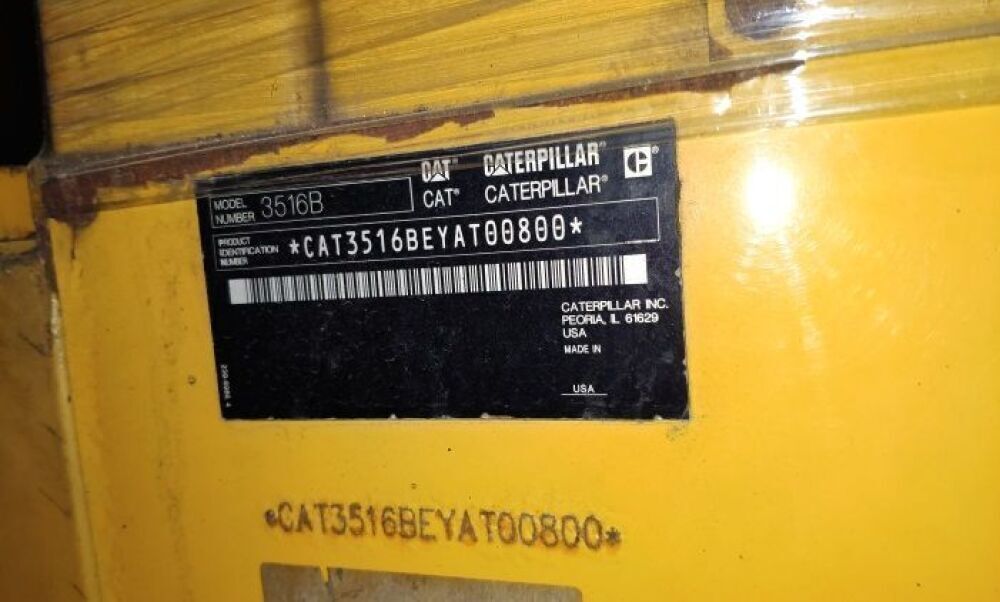 CAT® CATERPILLAR®
MODEL NUMBER 3516B
CAT® CATERPILLAR®
PRODUCT IDENTIFICATION NUMBER *CAT3516BEYAT00800*
CATERPILLAR INC.
PEORIA, IL 61629
USA
MADE IN
USA
*CAT3516BEYAT00800*